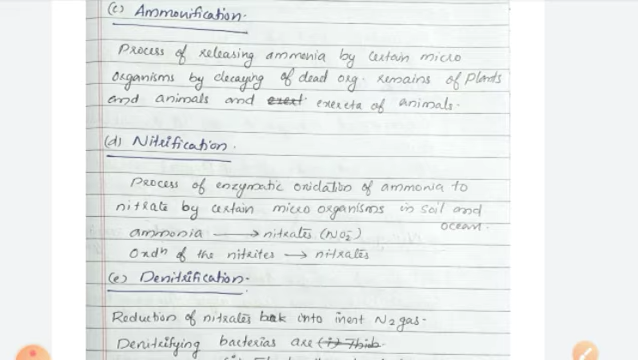 (c) Ammonification.
Process of releasing ammonia by certain micro
organisms by decaying of dead org. remains of plants
and animals and excreta of animals.
(d) Nitrification.
Process of enzymatic oxidation of ammonia to
nitrate by certain micro organisms in soil and
ocean.
ammonia → nitrates (NO₂⁻)
Oxdⁿ of the nitrites → nitrates
(e) Denitrification.
Reduction of nitrates back into inert N₂ gas.
Denitrifying bacterias are (i) Thiob